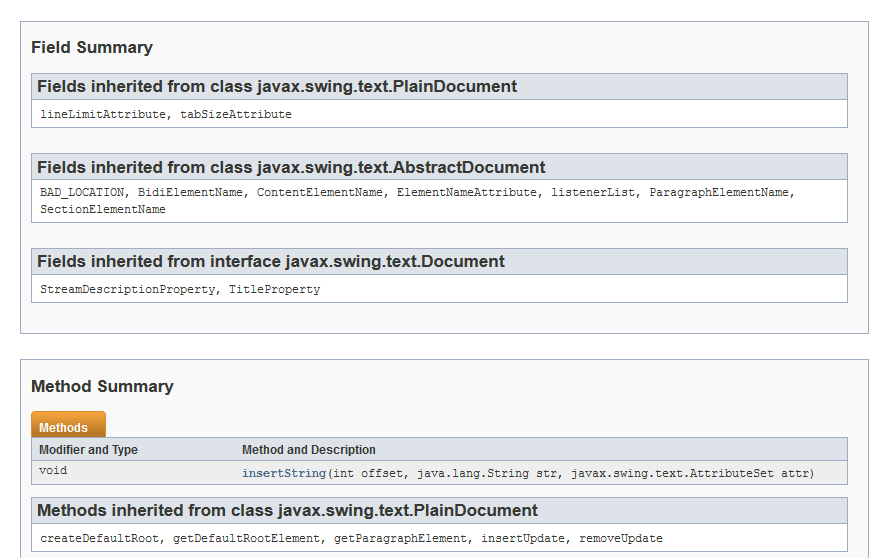 Field Summary
Fields inherited from class javax.swing.text.PlainDocument
lineLimitAttribute, tabSizeAttribute
Fields inherited from class javax.swing.text.AbstractDocument
BAD_LOCATION, BidiElementName, ContentElementName, ElementNameAttribute, listenerList, ParagraphElementName,
SectionElementName
Fields inherited from interface javax.swing.text.Document
StreamDescriptionProperty, TitleProperty
Method Summary
Methods
Modifier and Type Method and Description
void insertString(int offset, java.lang.String str, javax.swing.text.AttributeSet attr)
Methods inherited from class javax.swing.text.PlainDocument
createDefaultRoot, getDefaultRootElement, getParagraphElement, insertUpdate, removeUpdate